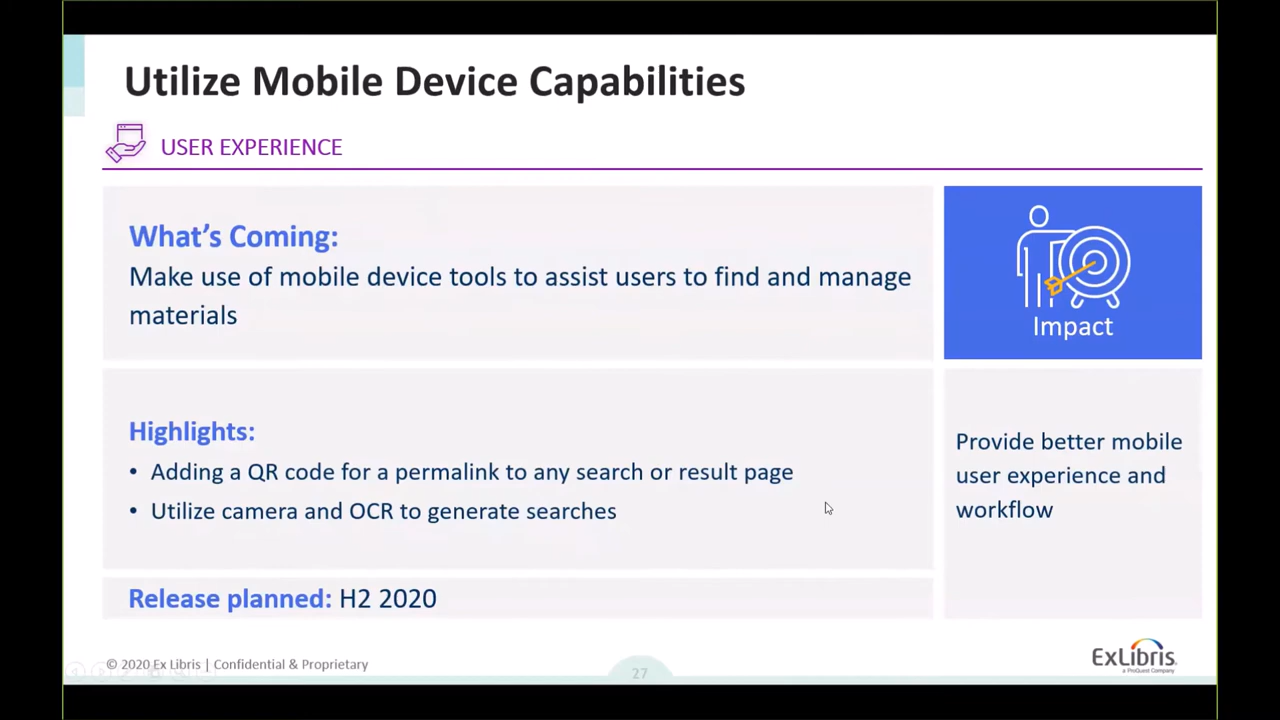 Utilize Mobile Device Capabilities
USER EXPERIENCE
What's Coming:
Make use of mobile device tools to assist users to find and manage
materials
Impact
Highlights:
• Adding a QR code for a permalink to any search or result page
• Utilize camera and OCR to generate searches
Provide better mobile
user experience and
workflow
Release planned: H2 2020
© 2020 Ex Libris | Confidential & Proprietary
27
ExLibris
a ProQuest Company